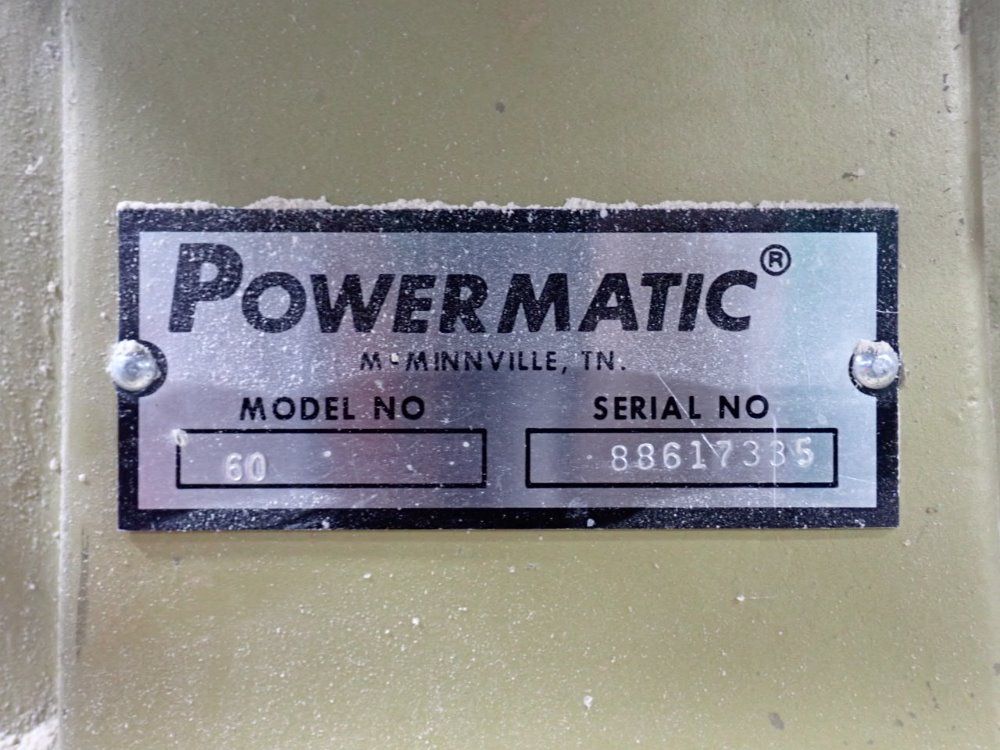 POWERMATIC®
McMINNVILLE, TN.
MODEL NO
60
SERIAL NO
88617335